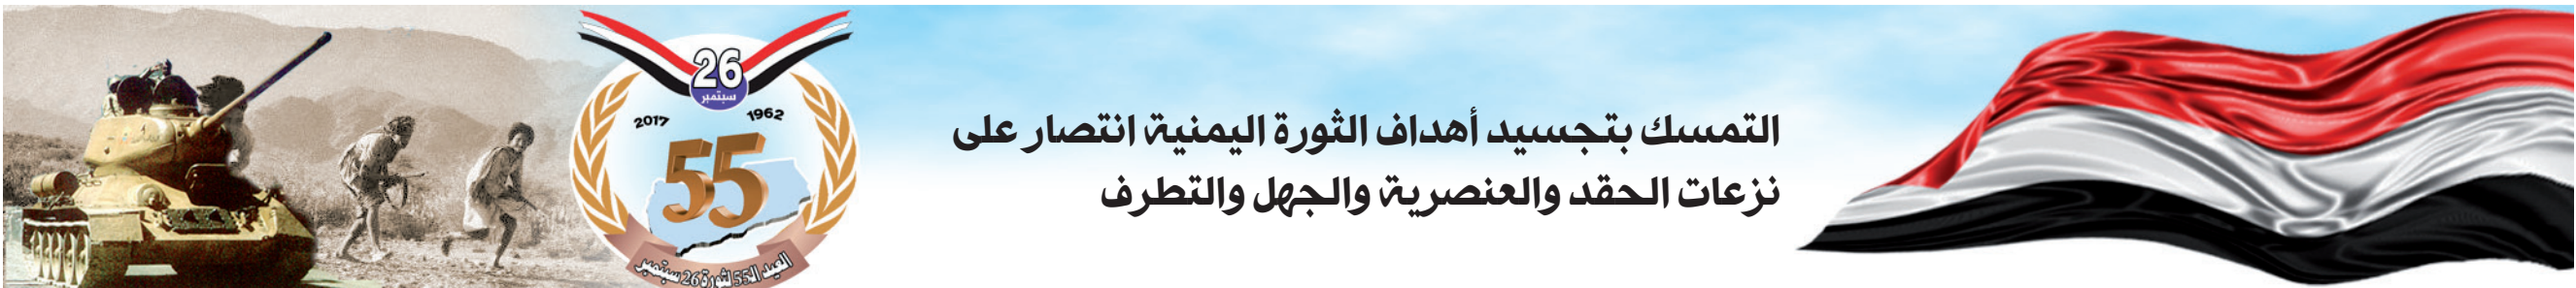 التمسك بتجسيد أهداف الثورة اليمنية انتصار على
نزعات الحقد والعنصرية والجهل والتطرف
26
سبتمبر
1962
2017
55
العيد الـ55 لثورة 26 سبتمبر